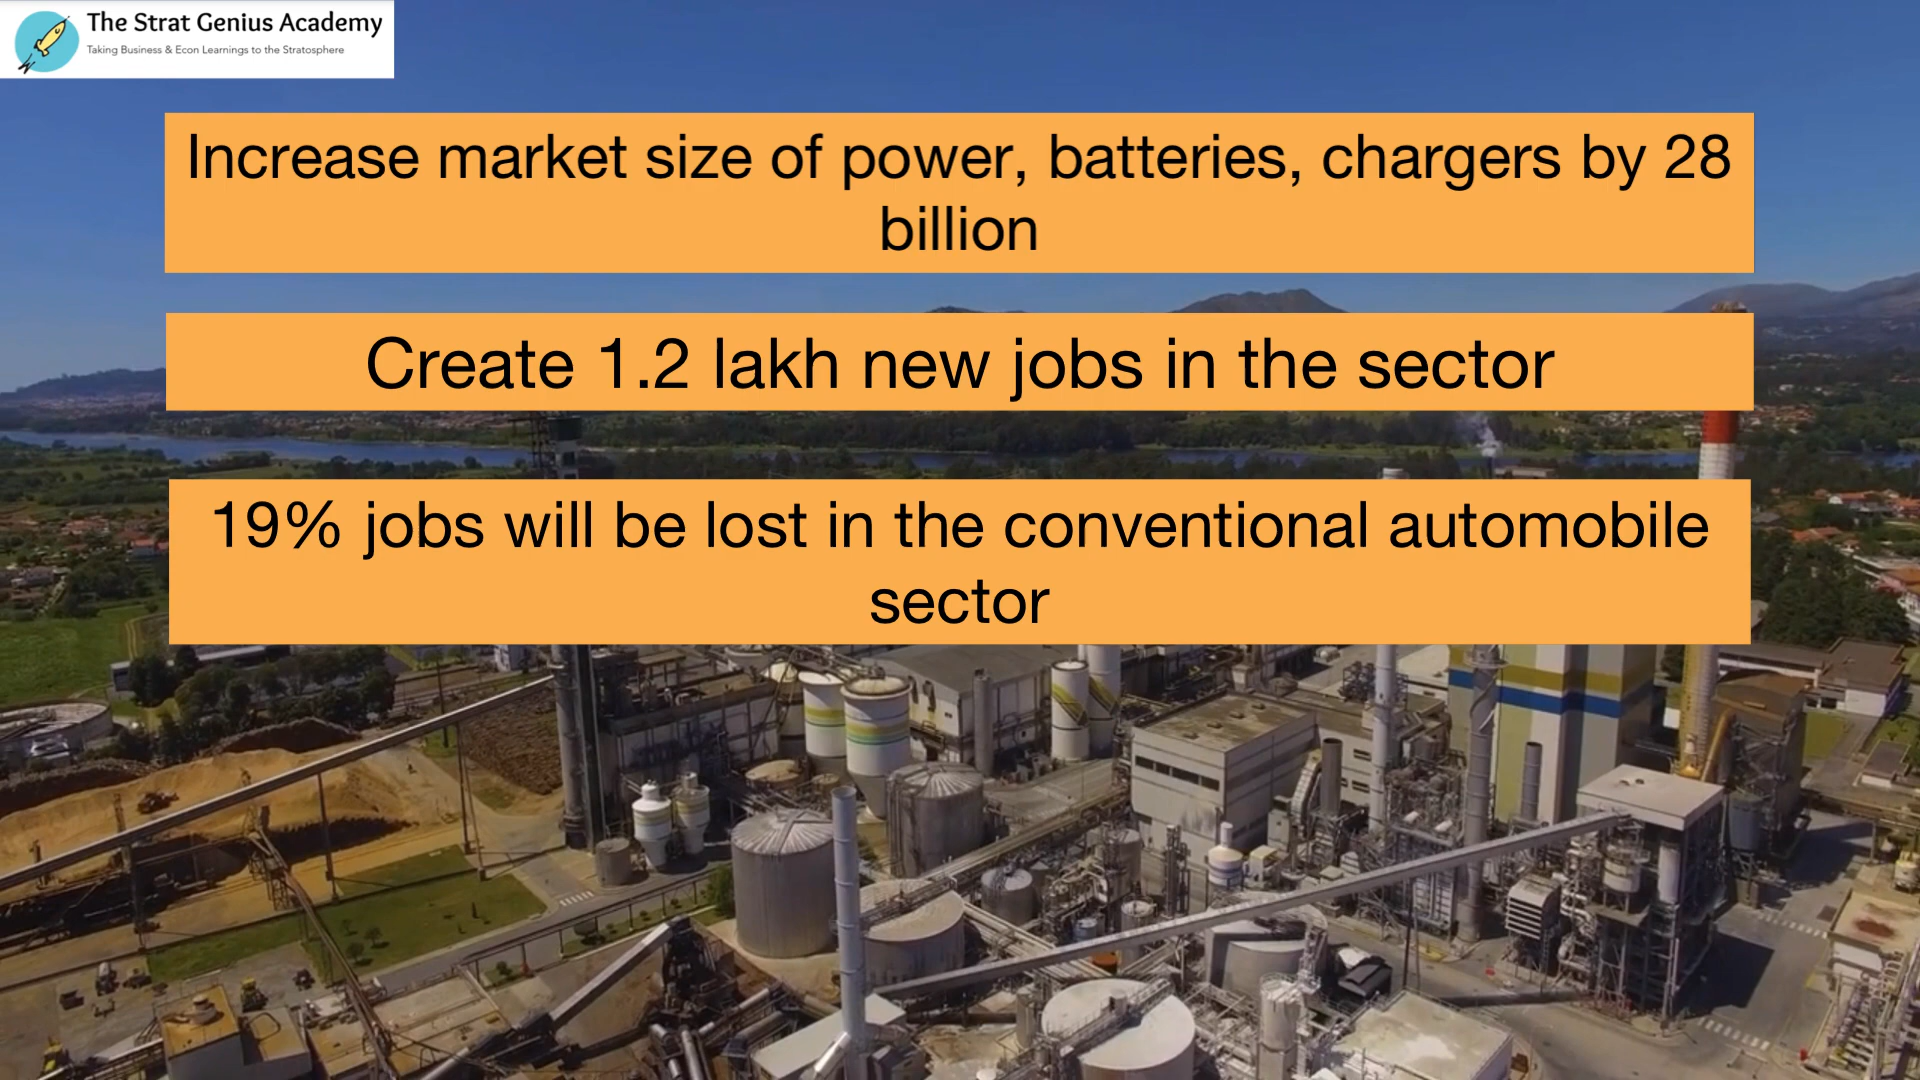 The Strat Genius Academy
Taking Business & Econ Learnings to the Stratosphere
Increase market size of power, batteries, chargers by 28
billion
Create 1.2 lakh new jobs in the sector
19% jobs will be lost in the conventional automobile
sector